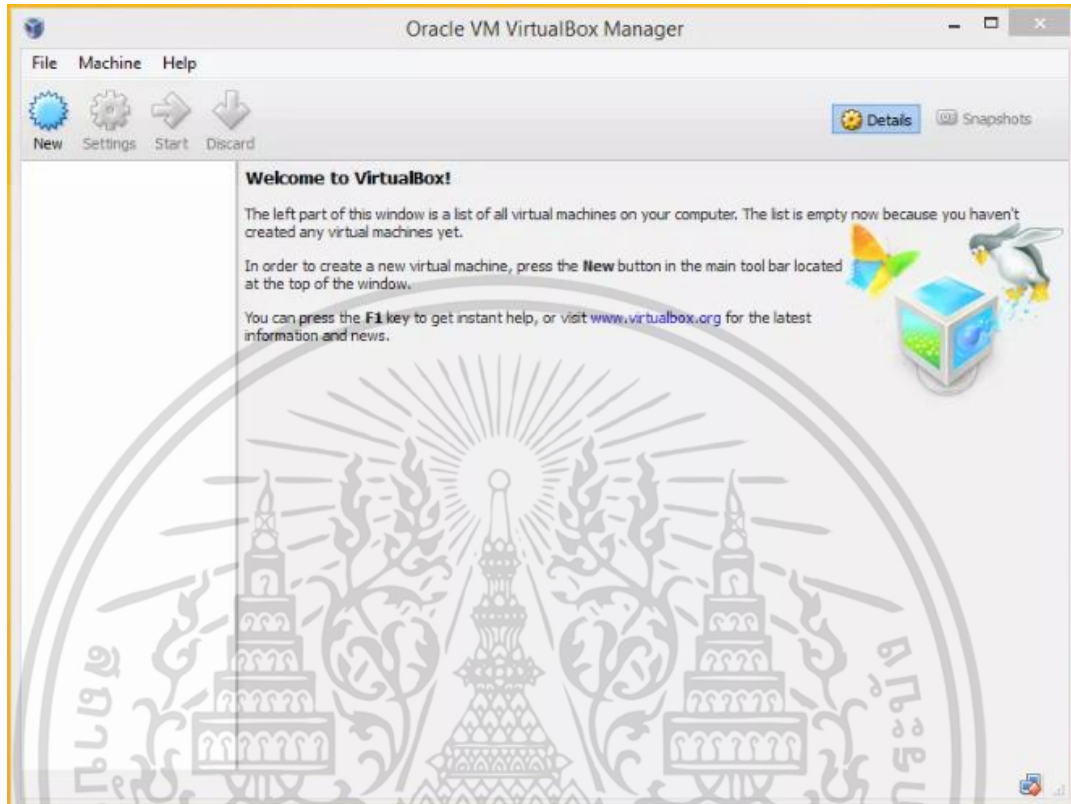 Oracle VM VirtualBox Manager
File Machine Help
New Settings Start Discard
Details Snapshots
Welcome to VirtualBox!
The left part of this window is a list of all virtual machines on your computer. The list is empty now because you haven't
created any virtual machines yet.
In order to create a new virtual machine, press the New button in the main tool bar located
at the top of the window.
You can press the F1 key to get instant help, or visit www.virtualbox.org for the latest
information and news.